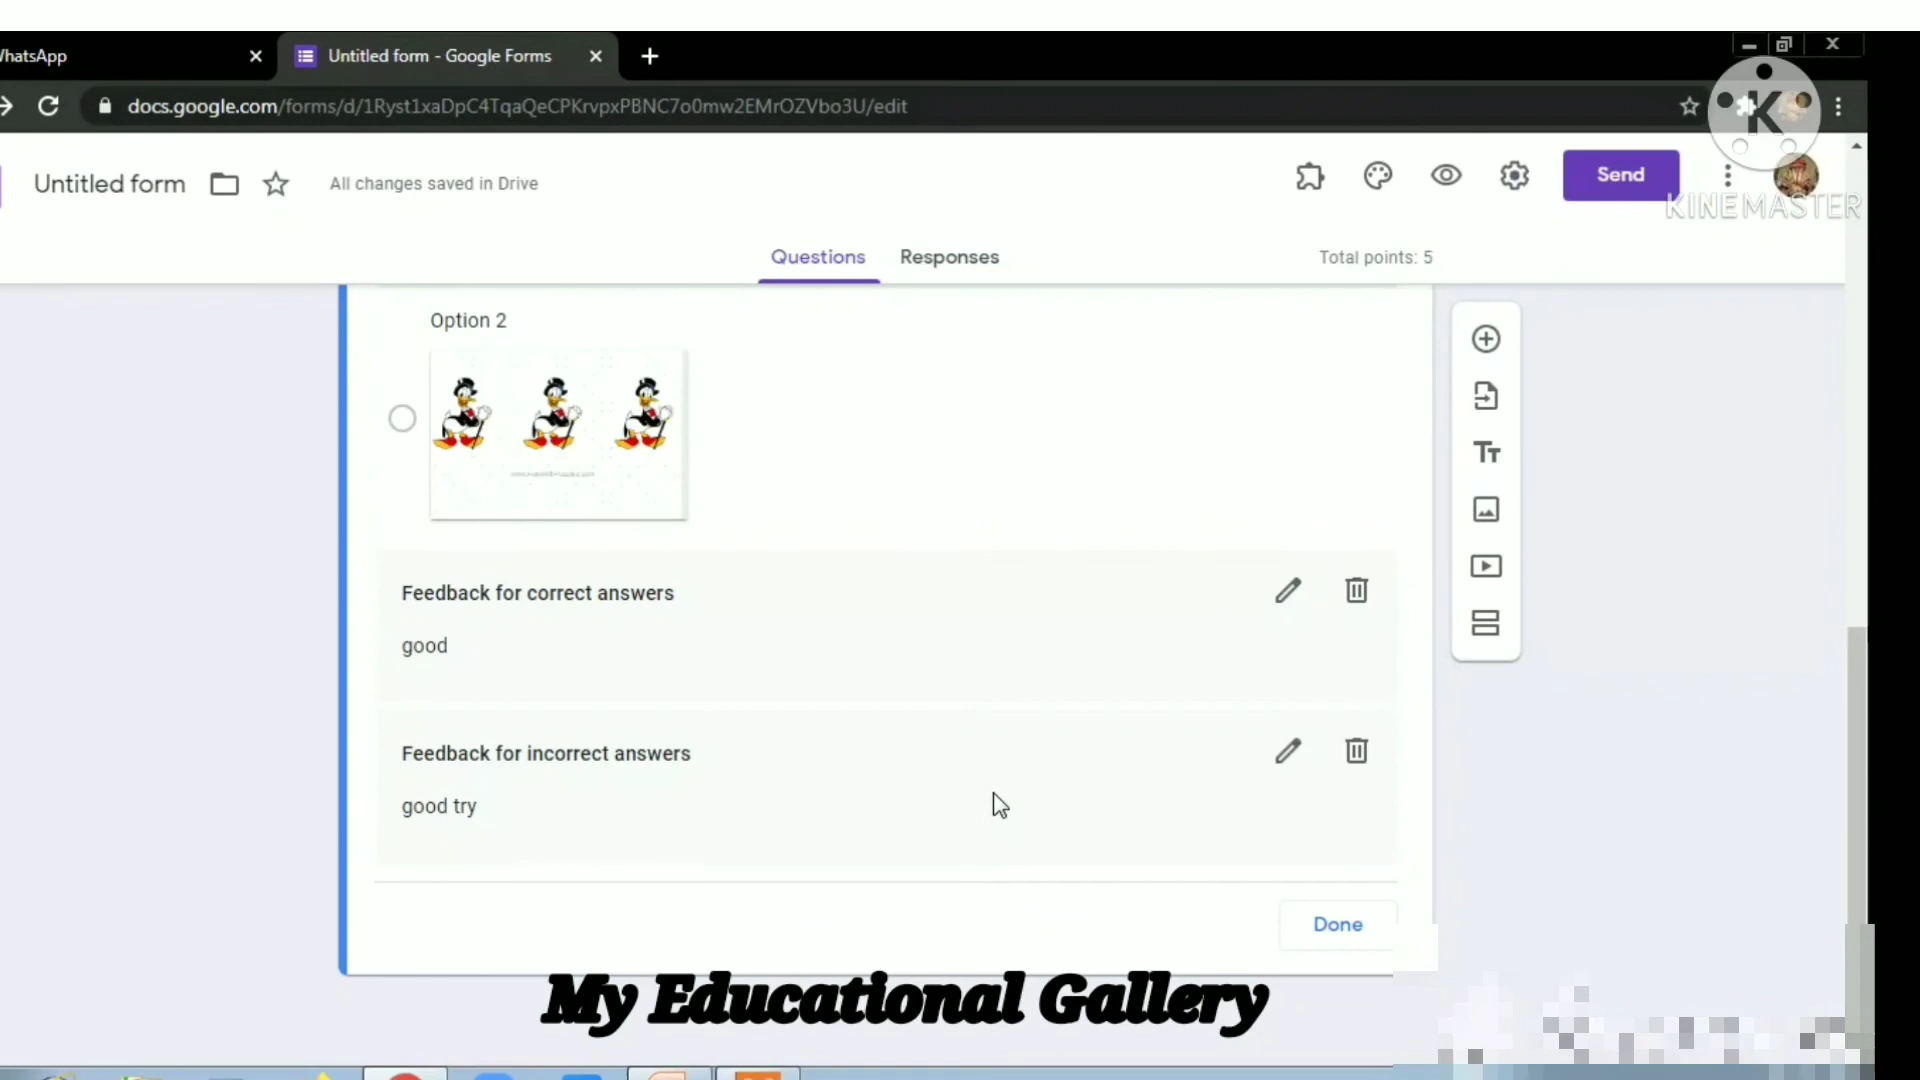 WhatsApp
Untitled form - Google Forms
docs.google.com/forms/d/1Ryst1xaDpC4TqaQeCPKrvpxPBNC7o0mw2EMrOZVbo3U/edit
K
KINEMASTER
Untitled form
All changes saved in Drive
Send
Questions
Responses
Total points: 5
Option 2
Feedback for correct answers
good
Feedback for incorrect answers
good try
Done
My Educational Gallery